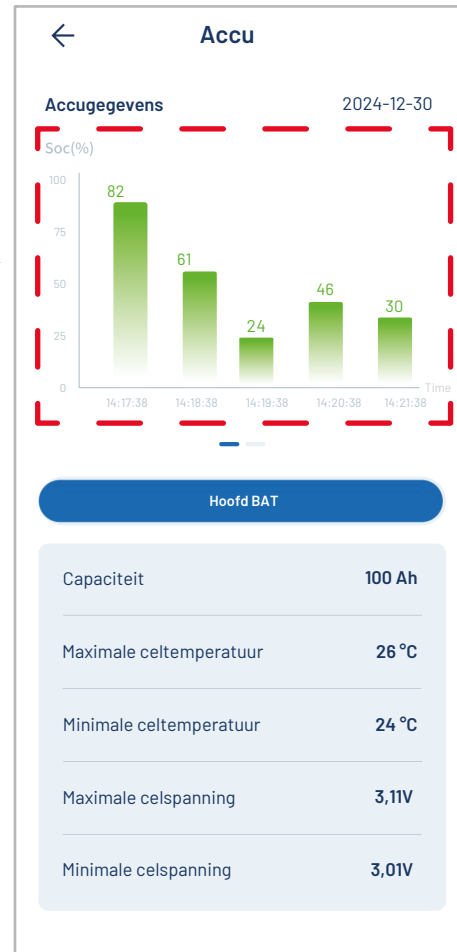 Accu
Accugegevens 2024-12-30
Soc(%)
100
82
75
61
50
46
30
24
25
0
Time
14:17:38 14:18:38 14:19:38 14:20:38 14:21:38
Hoofd BAT
Capaciteit 100 Ah
Maximale celtemperatuur 26 °C
Minimale celtemperatuur 24 °C
Maximale celspanning 3,11V
Minimale celspanning 3,01V